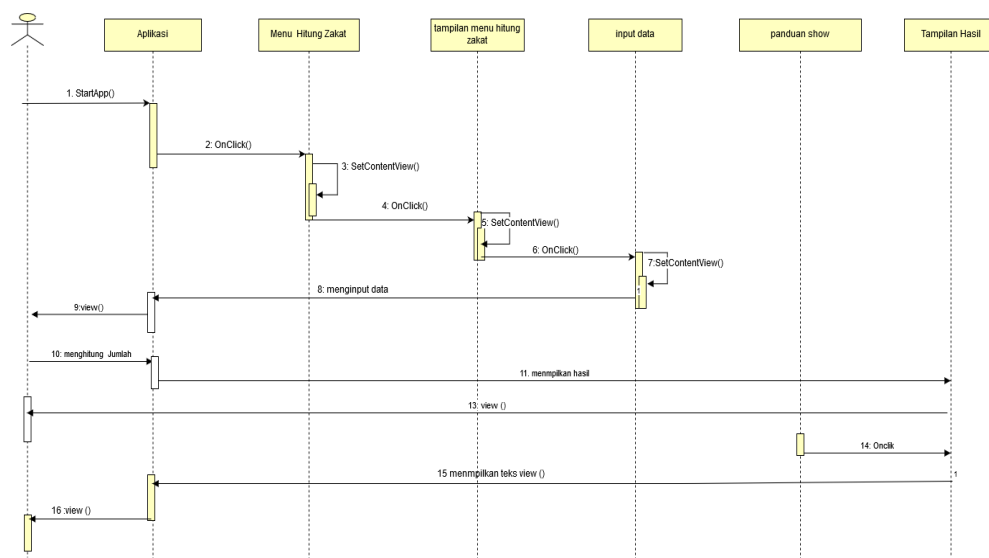 Aplikasi
Menu Hitung Zakat
tampilan menu hitung
zakat
input data
panduan show
Tampilan Hasil
1. StartApp()
2: OnClick()
3: SetContentView()
4: OnClick()
5: SetContentView()
6: OnClick()
7:SetContentView()
1
8: menginput data
9:view()
10: menghitung Jumlah
11. menmpilkan hasil
13: view ()
14: Onclik
15 menmpilkan teks view ()
1
16 :view ()